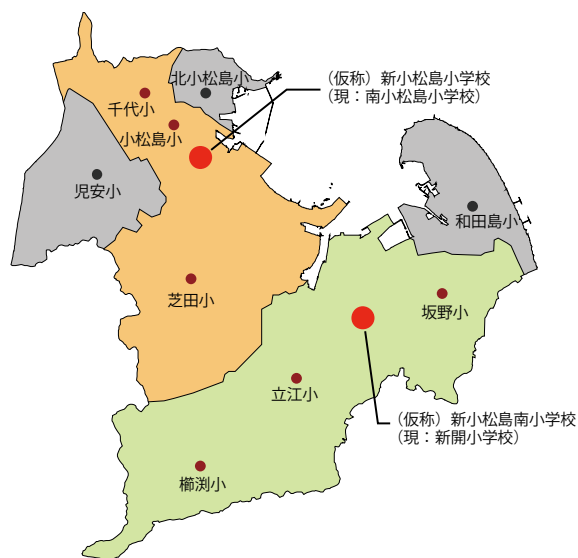 北小松島小
(仮称)新小松島小学校
(現:南小松島小学校)
千代小
小松島小
児安小
和田島小
芝田小
坂野小
立江小
(仮称)新小松島南小学校
(現:新開小学校)
櫛渕小